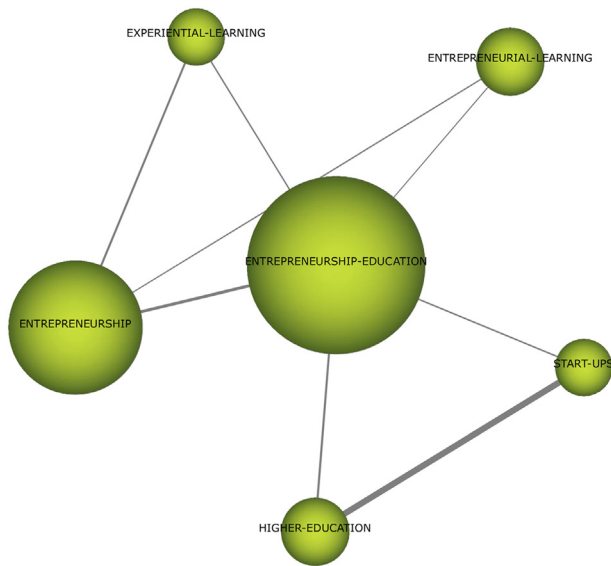 EXPERIENTIAL-LEARNING
ENTREPRENEURIAL-LEARNING
ENTREPRENEURSHIP-EDUCATION
ENTREPRENEURSHIP
START-UPS
HIGHER-EDUCATION